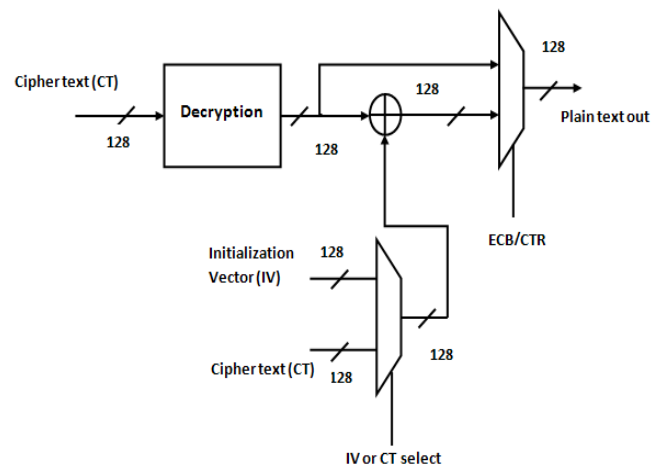 128
Cipher text (CT)
Decryption
128
Plain text out
128
128
128
ECB/CTR
Initialization
Vector (IV)
128
Cipher text (CT)
128
128
IV or CT select